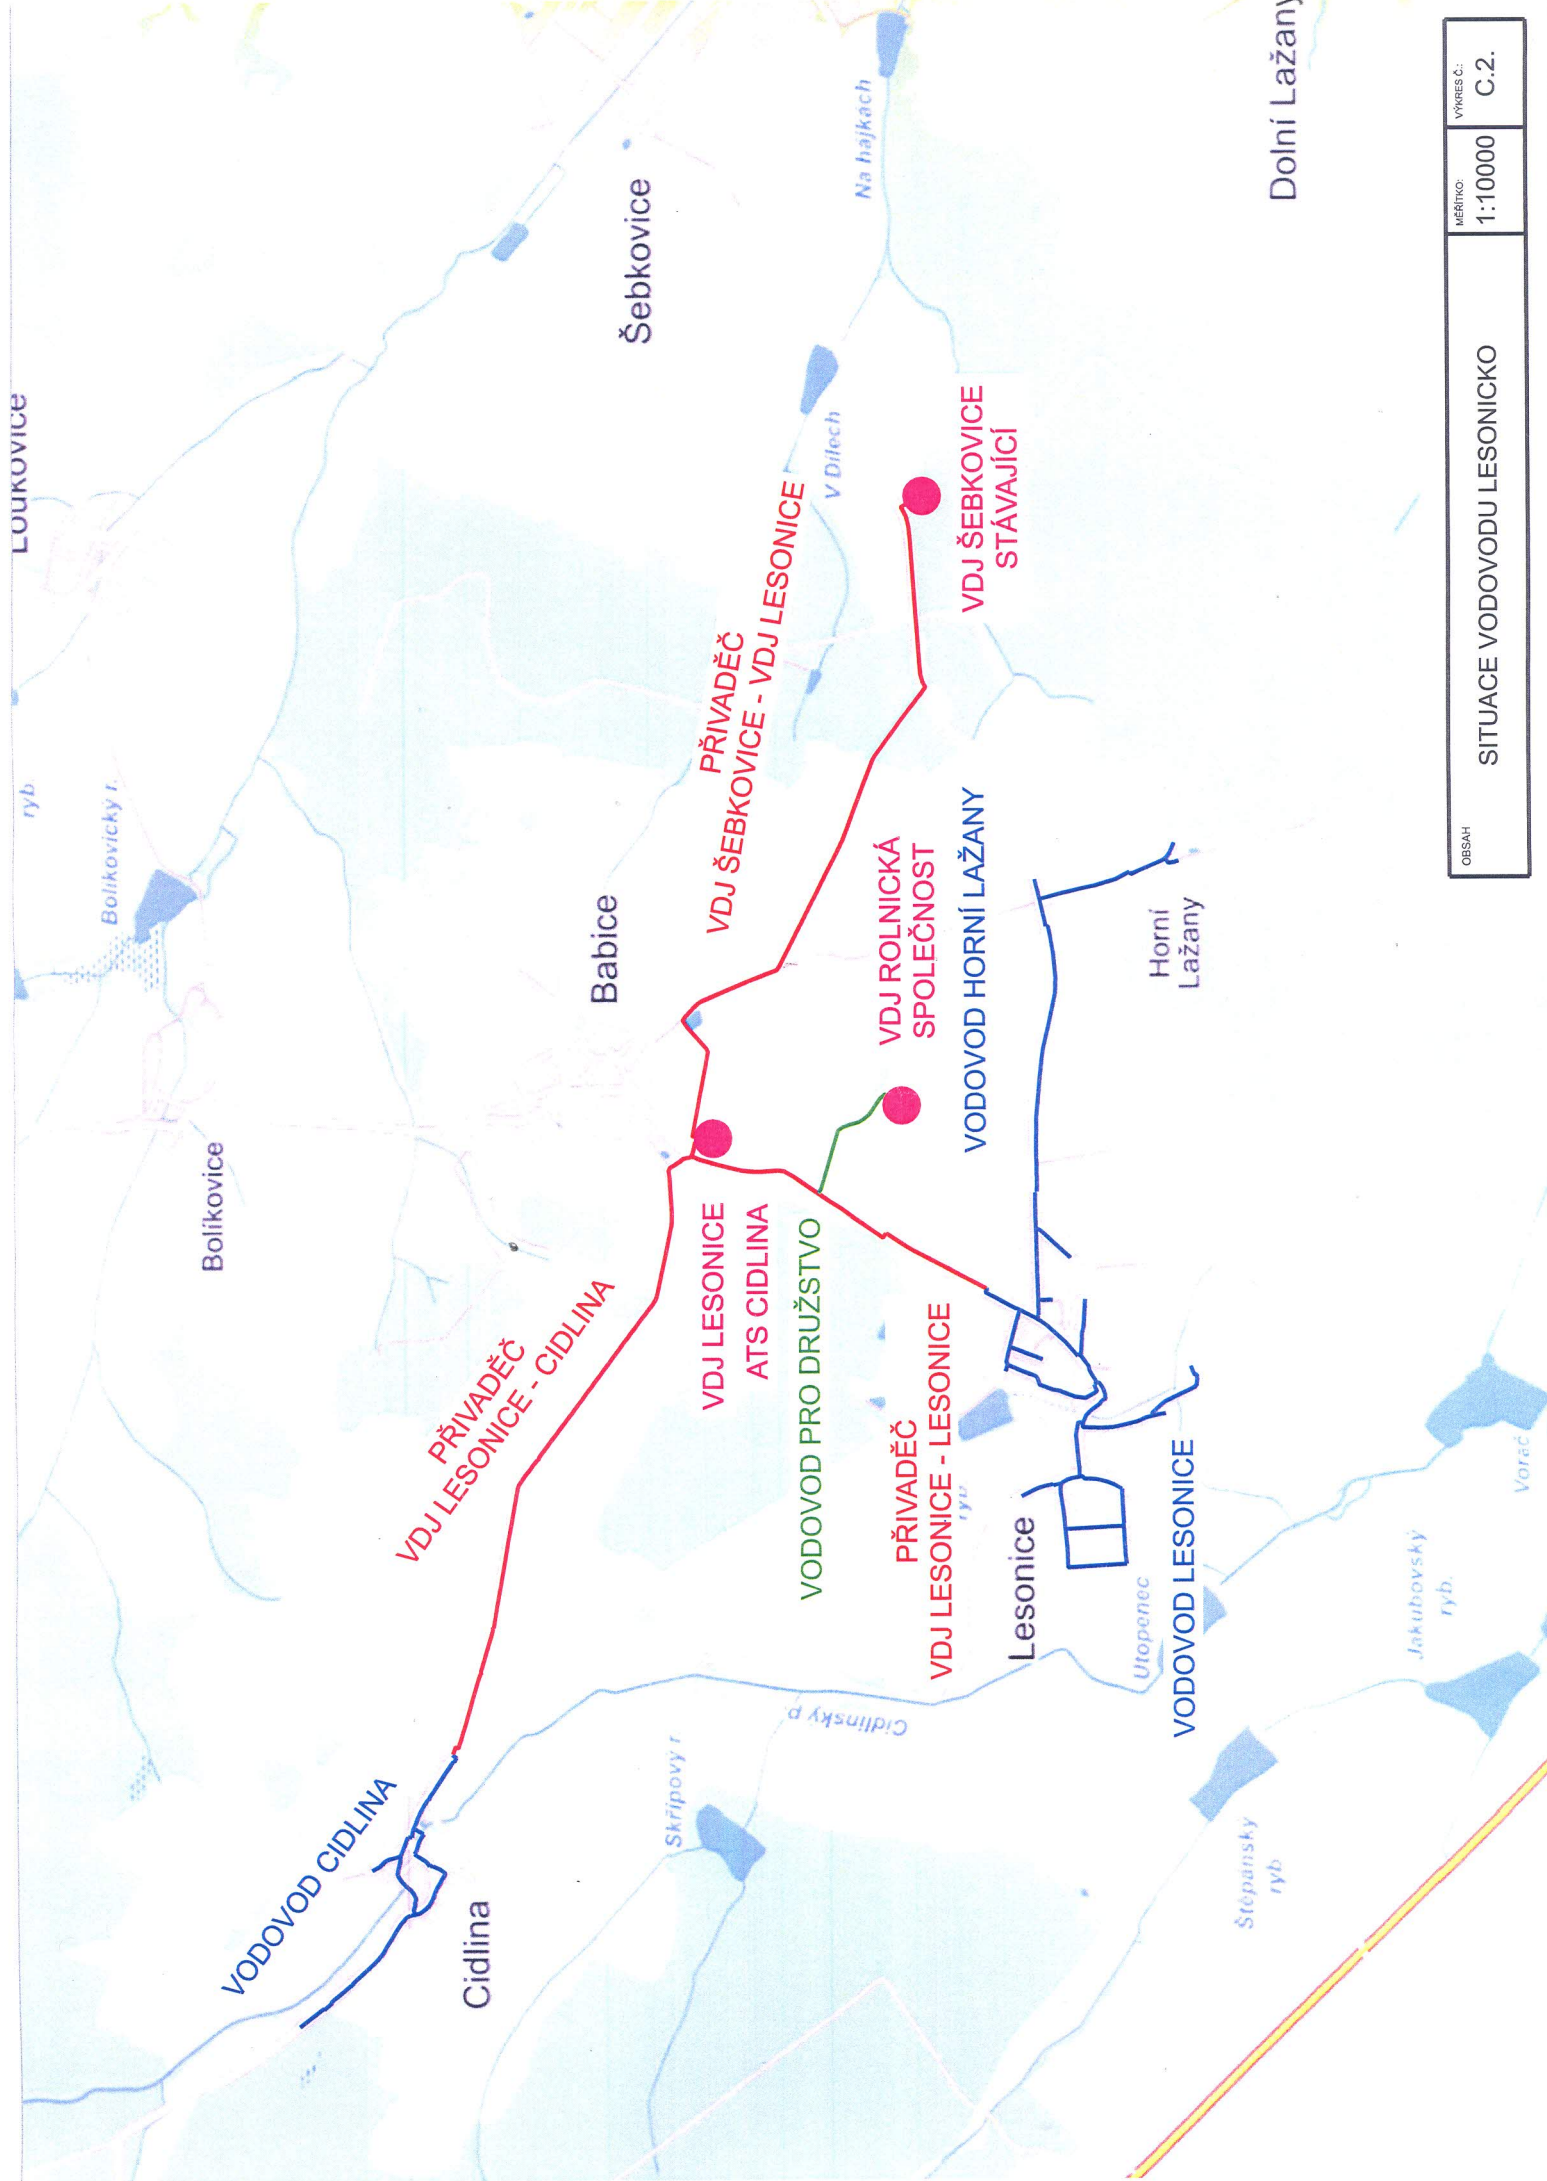 Loukovice
ryb.
Bolíkovický r.
Bolíkovice
Babice
Šebkovice
Na hájkách
V Dílech
Dolní Lažany
PŘIVADĚČ
VDJ ŠEBKOVICE - VDJ LESONICE
VDJ ŠEBKOVICE
STÁVAJÍCÍ
VDJ ROLNICKÁ
SPOLEČNOST
VODOVOD HORNÍ LAŽANY
Horní
Lažany
PŘIVADĚČ
VDJ LESONICE - CIDLINA
VDJ LESONICE
ATS CIDLINA
VODOVOD PRO DRUŽSTVO
PŘIVADĚČ
VDJ LESONICE - LESONICE
ryb
Lesonice
VODOVOD LESONICE
VODOVOD CIDLINA
Cidlina
Skřipový r
Cidlinský p.
Utopenec
Štěpánský
ryb
Jakubovský
ryb.
Voráč
OBSAH
SITUACE VODOVODU LESONICKO
MĚŘÍTKO:
1:10000
VÝKRES Č.:
C.2.